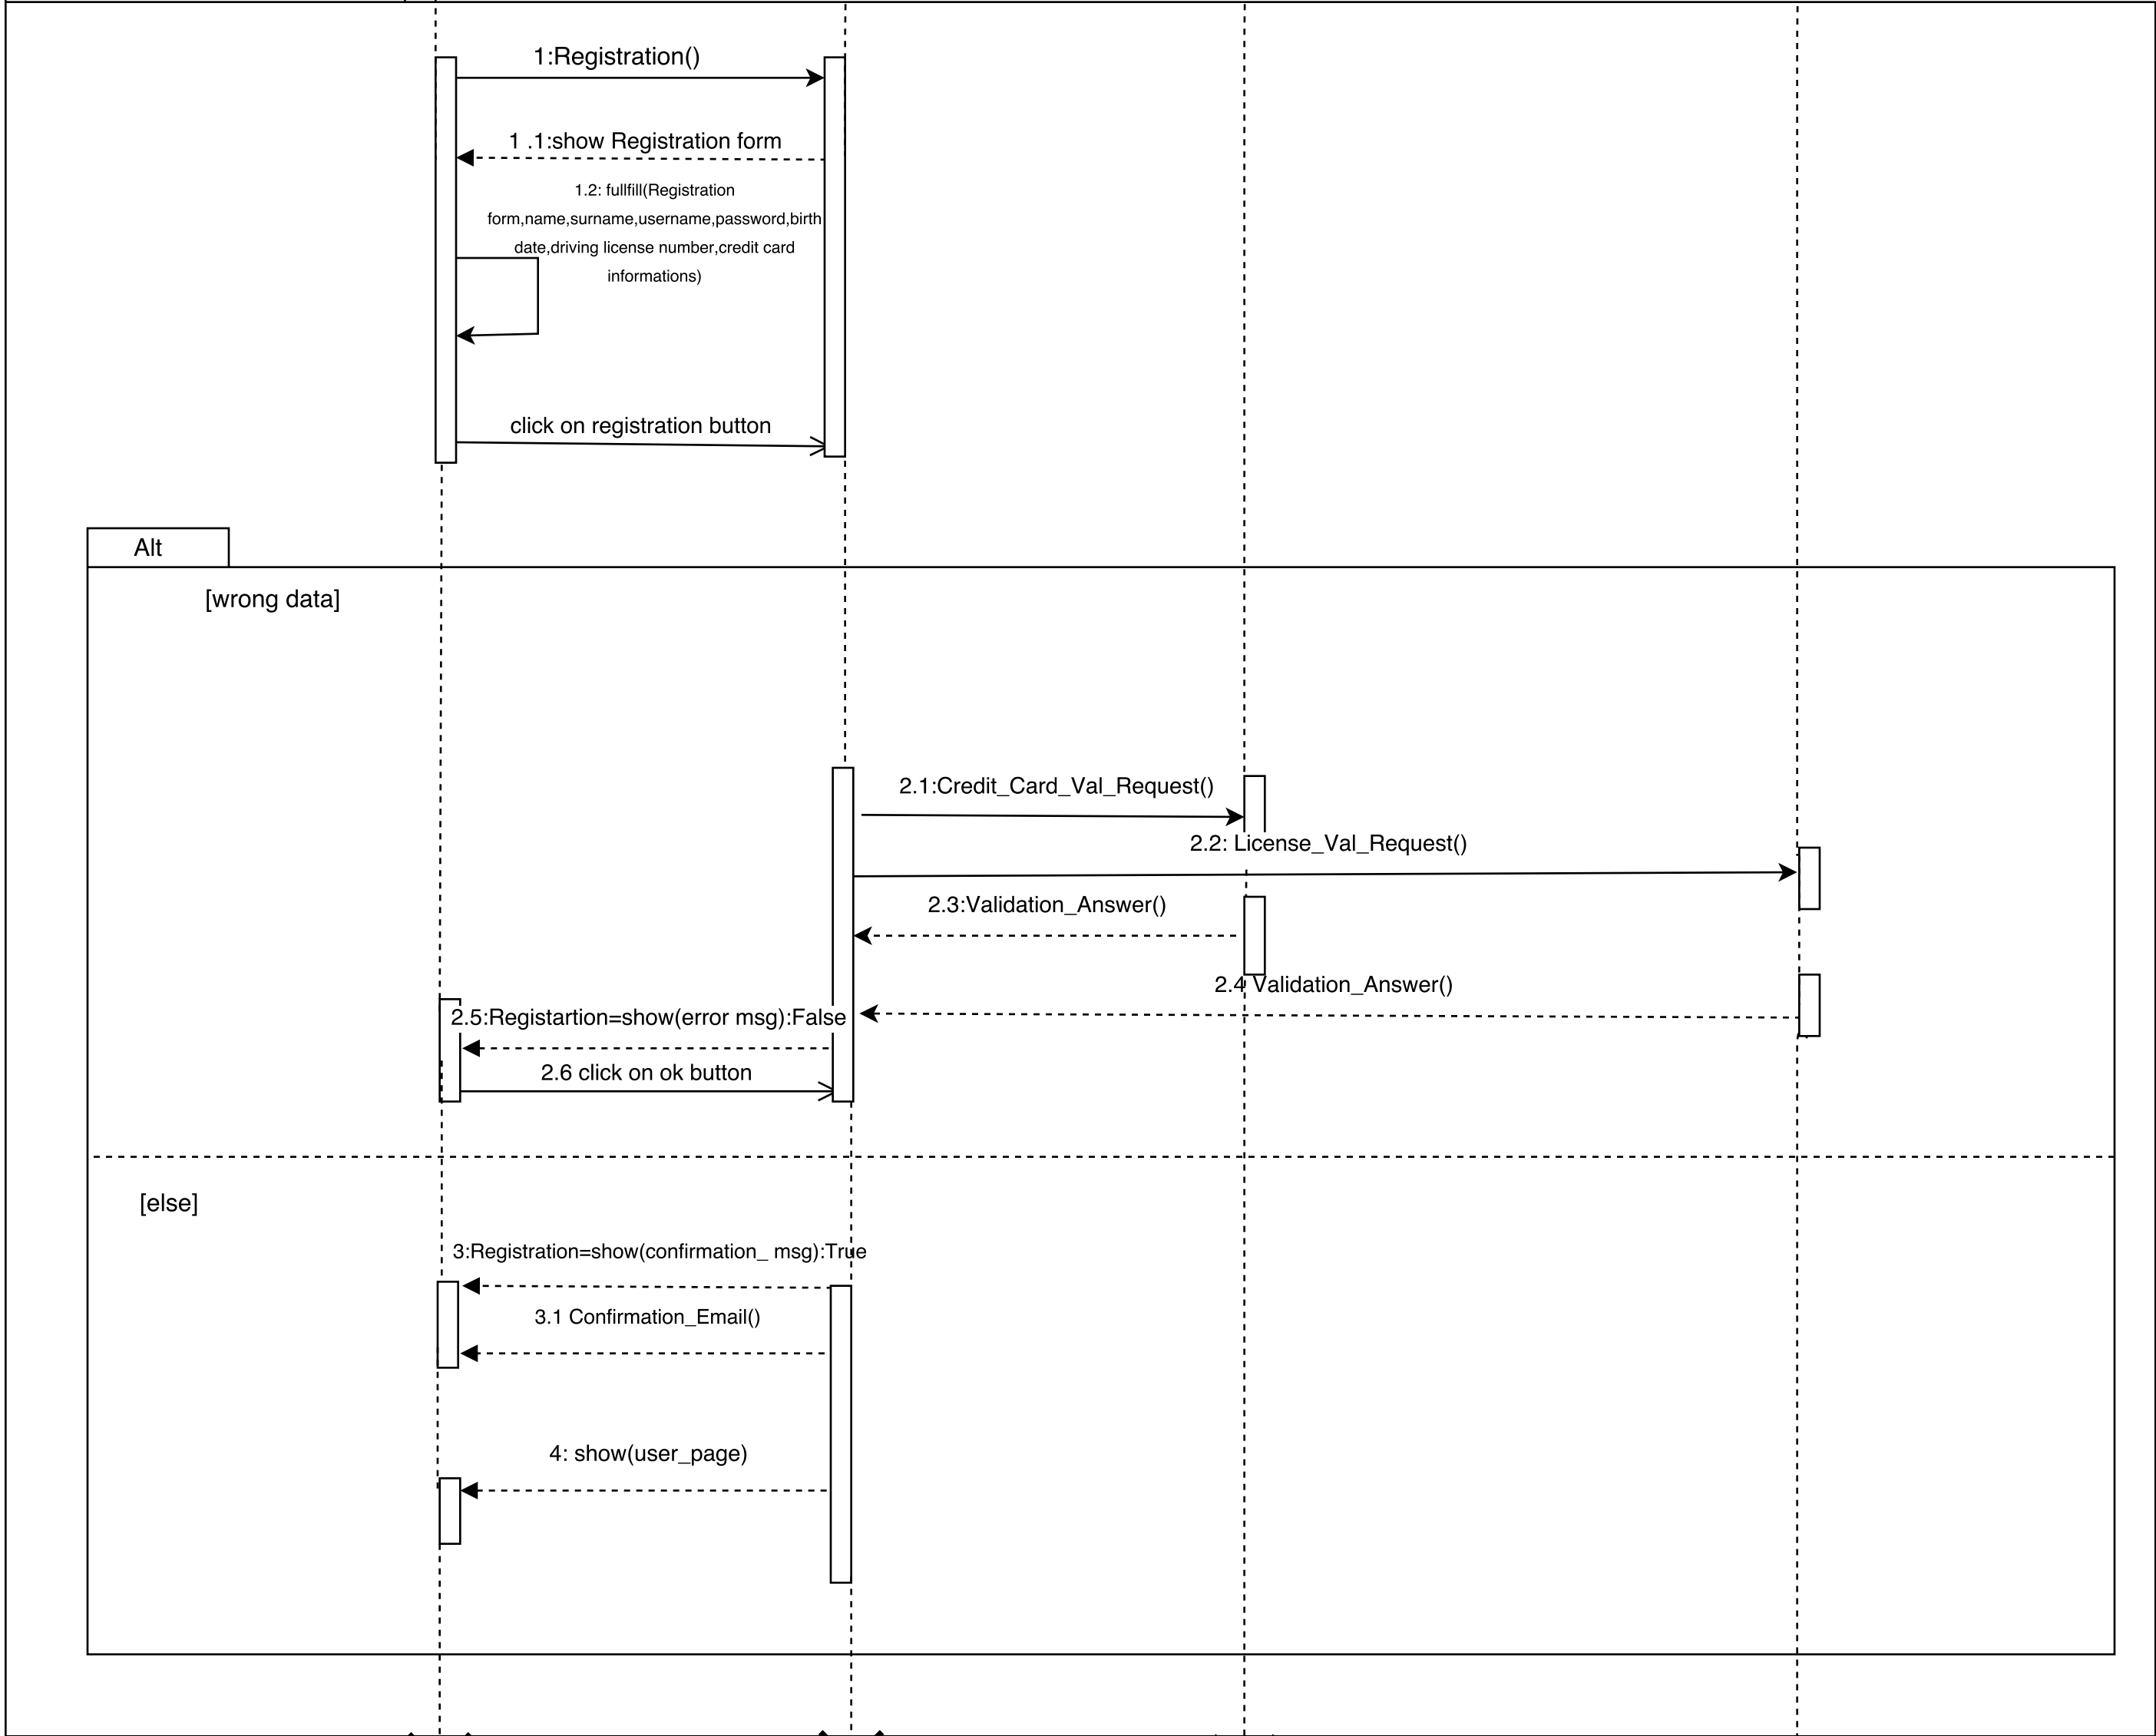 1:Registration()
1 .1:show Registration form
1.2: fullfill(Registration
form,name,surname,username,password,birth
date,driving license number,credit card
informations)
click on registration button
Alt
[wrong data]
2.1:Credit_Card_Val_Request()
2.2: License_Val_Request()
2.3:Validation_Answer()
2.4 Validation_Answer()
2.5:Registartion=show(error msg):False
2.6 click on ok button
[else]
3:Registration=show(confirmation_ msg):True
3.1 Confirmation_Email()
4: show(user_page)